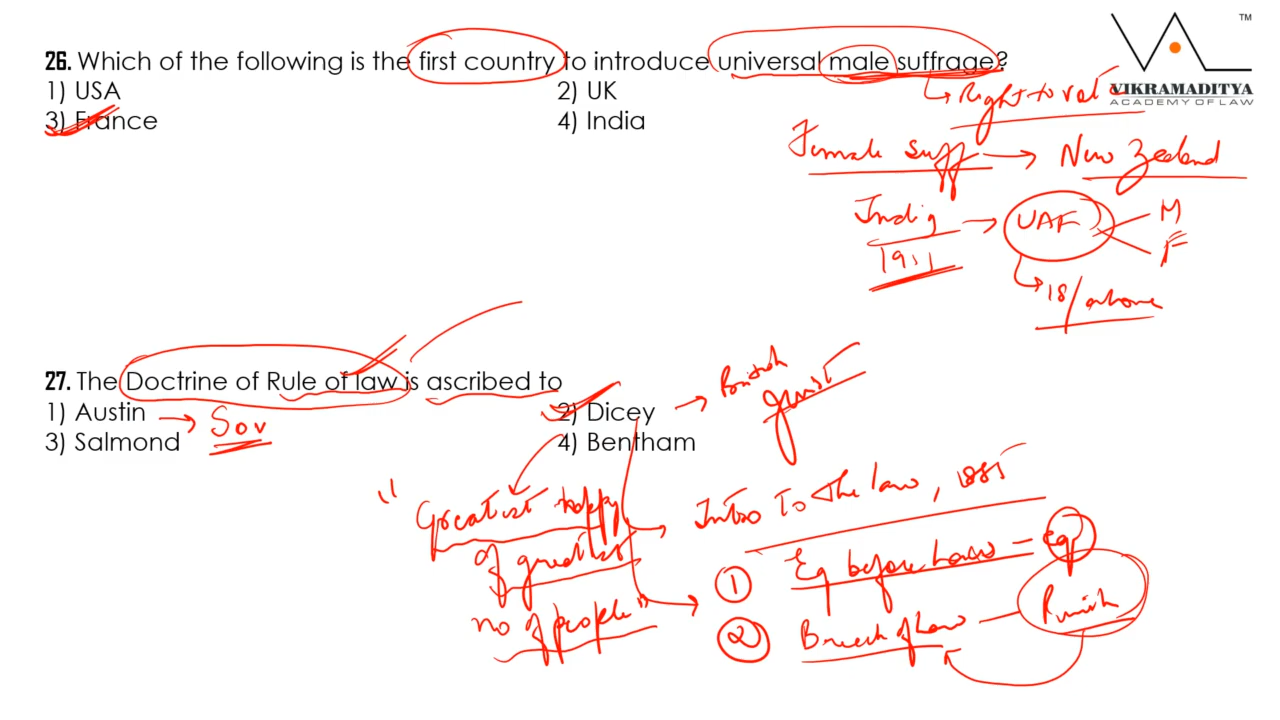 26. Which of the following is the first country to introduce universal male suffrage?
1) USA
2) UK
3) France
4) India
TM
VIKRAMADITYA
ACADEMY OF LAW
Right to vote
Female suff → New Zealand
India → UAF M
F
18/above
27. The Doctrine of Rule of law is ascribed to
1) Austin → Sov
2) Dicey → British Jurist
3) Salmond
4) Bentham
"Greatest happy
of greatest
no of people"
Intro To The law, 1885
1 Eq before Law = Eq
2 Breach of Law - Punish